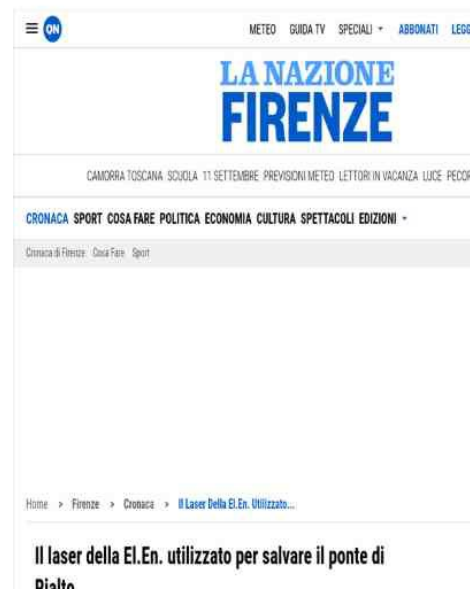 ON METEO GUIDA TV SPECIALI ABBONATI LEGG
LA NAZIONE
FIRENZE
CAMORRA TOSCANA SCUOLA 11 SETTEMBRE PREVISIONI METEO LETTORI IN VACANZA LUCE PECOR
CRONACA SPORT COSA FARE POLITICA ECONOMIA CULTURA SPETTACOLI EDIZIONI
Cronaca di Firenze Cosa Fare Sport
Home > Firenze > Cronaca > Il Laser Della El.En. Utilizzato...
Il laser della El.En. utilizzato per salvare il ponte di
Rialto